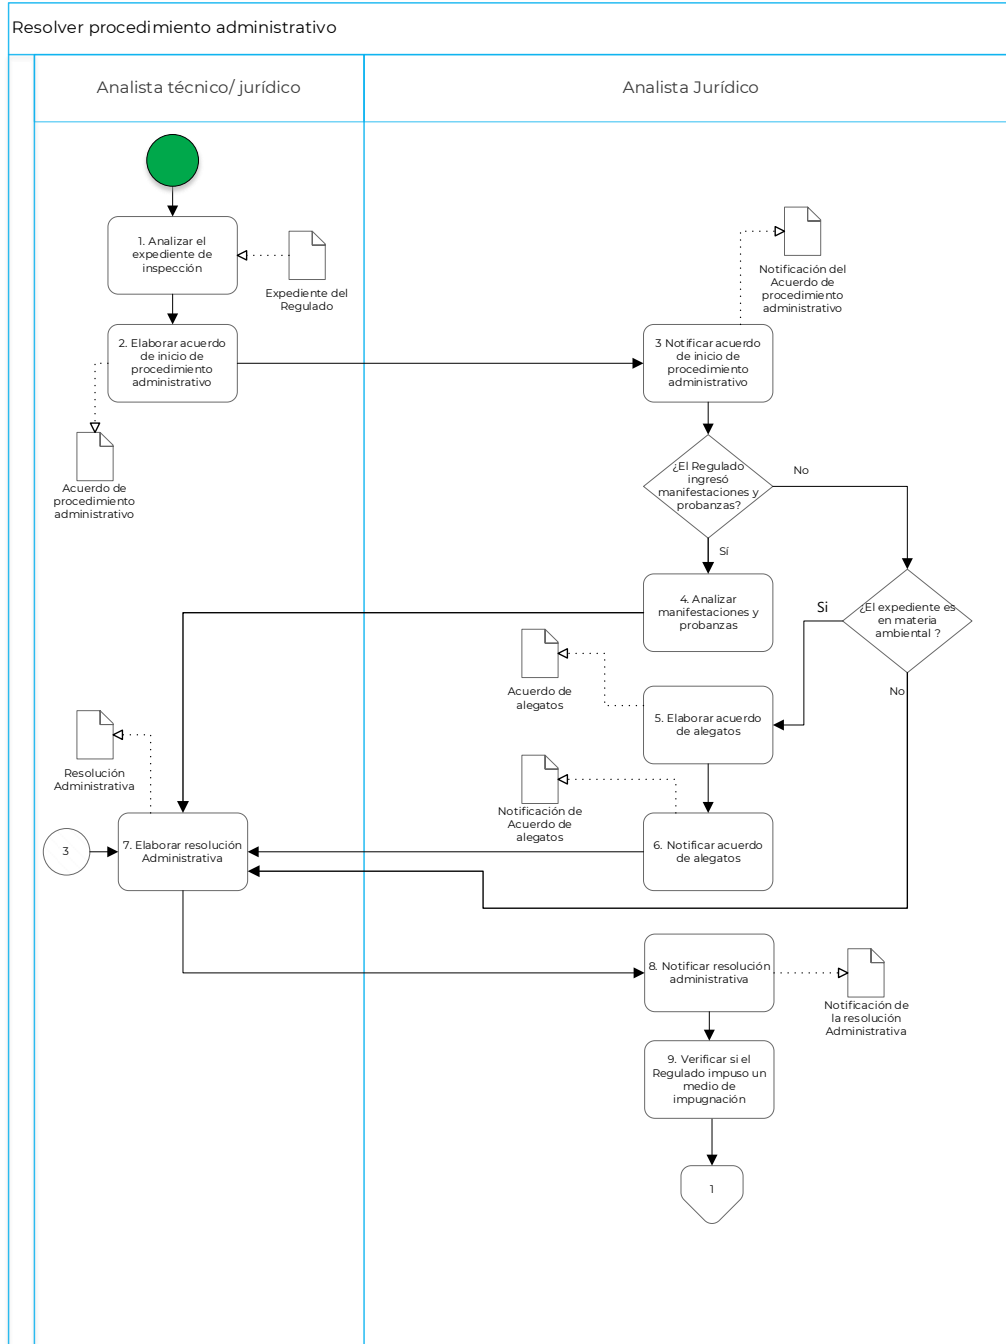 Resolver procedimiento administrativo
Analista técnico/ jurídico
Analista Jurídico
1. Analizar el
expediente de
inspección
Expediente del
Regulado
Notificación del
Acuerdo de
procedimiento
administrativo
2. Elaborar acuerdo
de inicio de
procedimiento
administrativo
3 Notificar acuerdo
de inicio de
procedimiento
administrativo
Acuerdo de
procedimiento
administrativo
¿El Regulado
ingresó
manifestaciones y
probanzas?
No
Sí
4. Analizar
manifestaciones y
probanzas
Si
¿El expediente es
en materia
ambiental ?
No
Acuerdo de
alegatos
5. Elaborar acuerdo
de alegatos
Resolución
Administrativa
Notificación de
Acuerdo de
alegatos
3
7. Elaborar resolución
Administrativa
6. Notificar acuerdo
de alegatos
8. Notificar resolución
administrativa
Notificación de
la resolución
Administrativa
9. Verificar si el
Regulado impuso un
medio de
impugnación
1